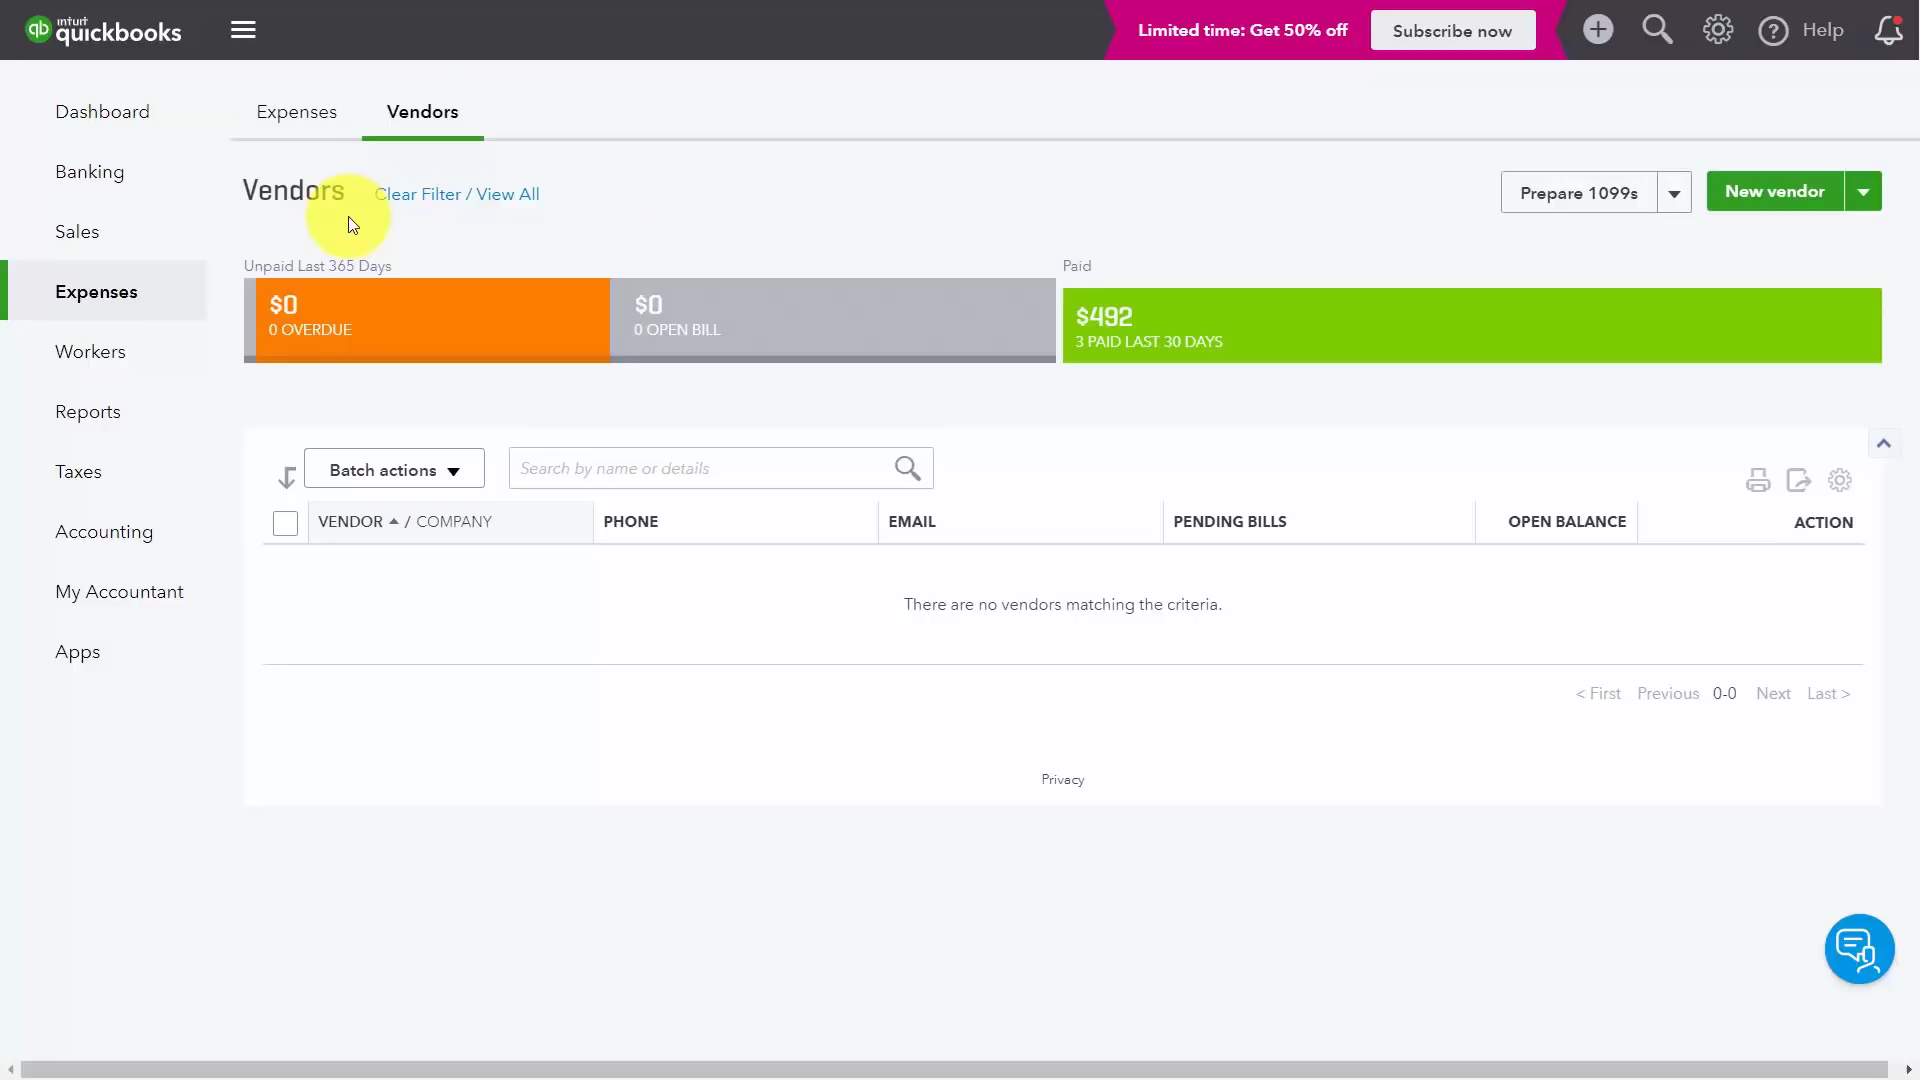 intuit
quickbooks
Limited time: Get 50% off
Subscribe now
Help
Dashboard
Banking
Sales
Expenses
Workers
Reports
Taxes
Accounting
My Accountant
Apps
Expenses
Vendors
Vendors
Clear Filter / View All
Prepare 1099s
New vendor
Unpaid Last 365 Days
Paid
$0
0 OVERDUE
$0
0 OPEN BILL
$492
3 PAID LAST 30 DAYS
Batch actions
Search by name or details
VENDOR / COMPANY
PHONE
EMAIL
PENDING BILLS
OPEN BALANCE
ACTION
There are no vendors matching the criteria.
< First Previous 0-0 Next Last >
Privacy